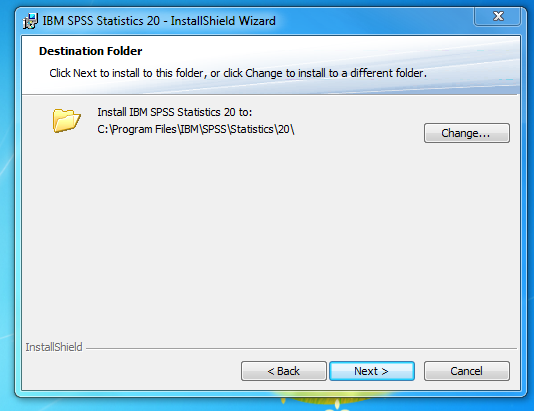 IBM SPSS Statistics 20 - InstallShield Wizard
Destination Folder
Click Next to install to this folder, or click Change to install to a different folder.
Install IBM SPSS Statistics 20 to:
C:\Program Files\IBM\SPSS\Statistics\20\
Change...
InstallShield
< Back
Next >
Cancel